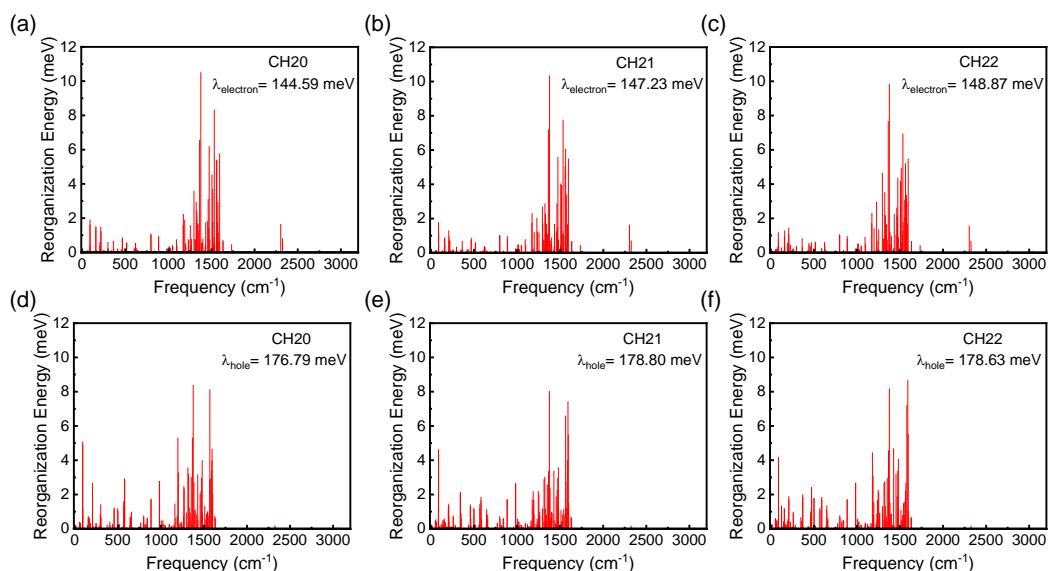 (a)
CH20
λelectron= 144.59 meV
Reorganization Energy (meV)
12
10
8
6
4
2
0
0 500 1000 1500 2000 2500 3000
Frequency (cm⁻¹)
(b)
CH21
λelectron= 147.23 meV
Reorganization Energy (meV)
12
10
8
6
4
2
0
0 500 1000 1500 2000 2500 3000
Frequency (cm⁻¹)
(c)
CH22
λelectron= 148.87 meV
Reorganization Energy (meV)
12
10
8
6
4
2
0
0 500 1000 1500 2000 2500 3000
Frequency (cm⁻¹)
(d)
CH20
λhole= 176.79 meV
Reorganization Energy (meV)
12
10
8
6
4
2
0
0 500 1000 1500 2000 2500 3000
Frequency (cm⁻¹)
(e)
CH21
λhole= 178.80 meV
Reorganization Energy (meV)
12
10
8
6
4
2
0
0 500 1000 1500 2000 2500 3000
Frequency (cm⁻¹)
(f)
CH22
λhole= 178.63 meV
Reorganization Energy (meV)
12
10
8
6
4
2
0
0 500 1000 1500 2000 2500 3000
Frequency (cm⁻¹)